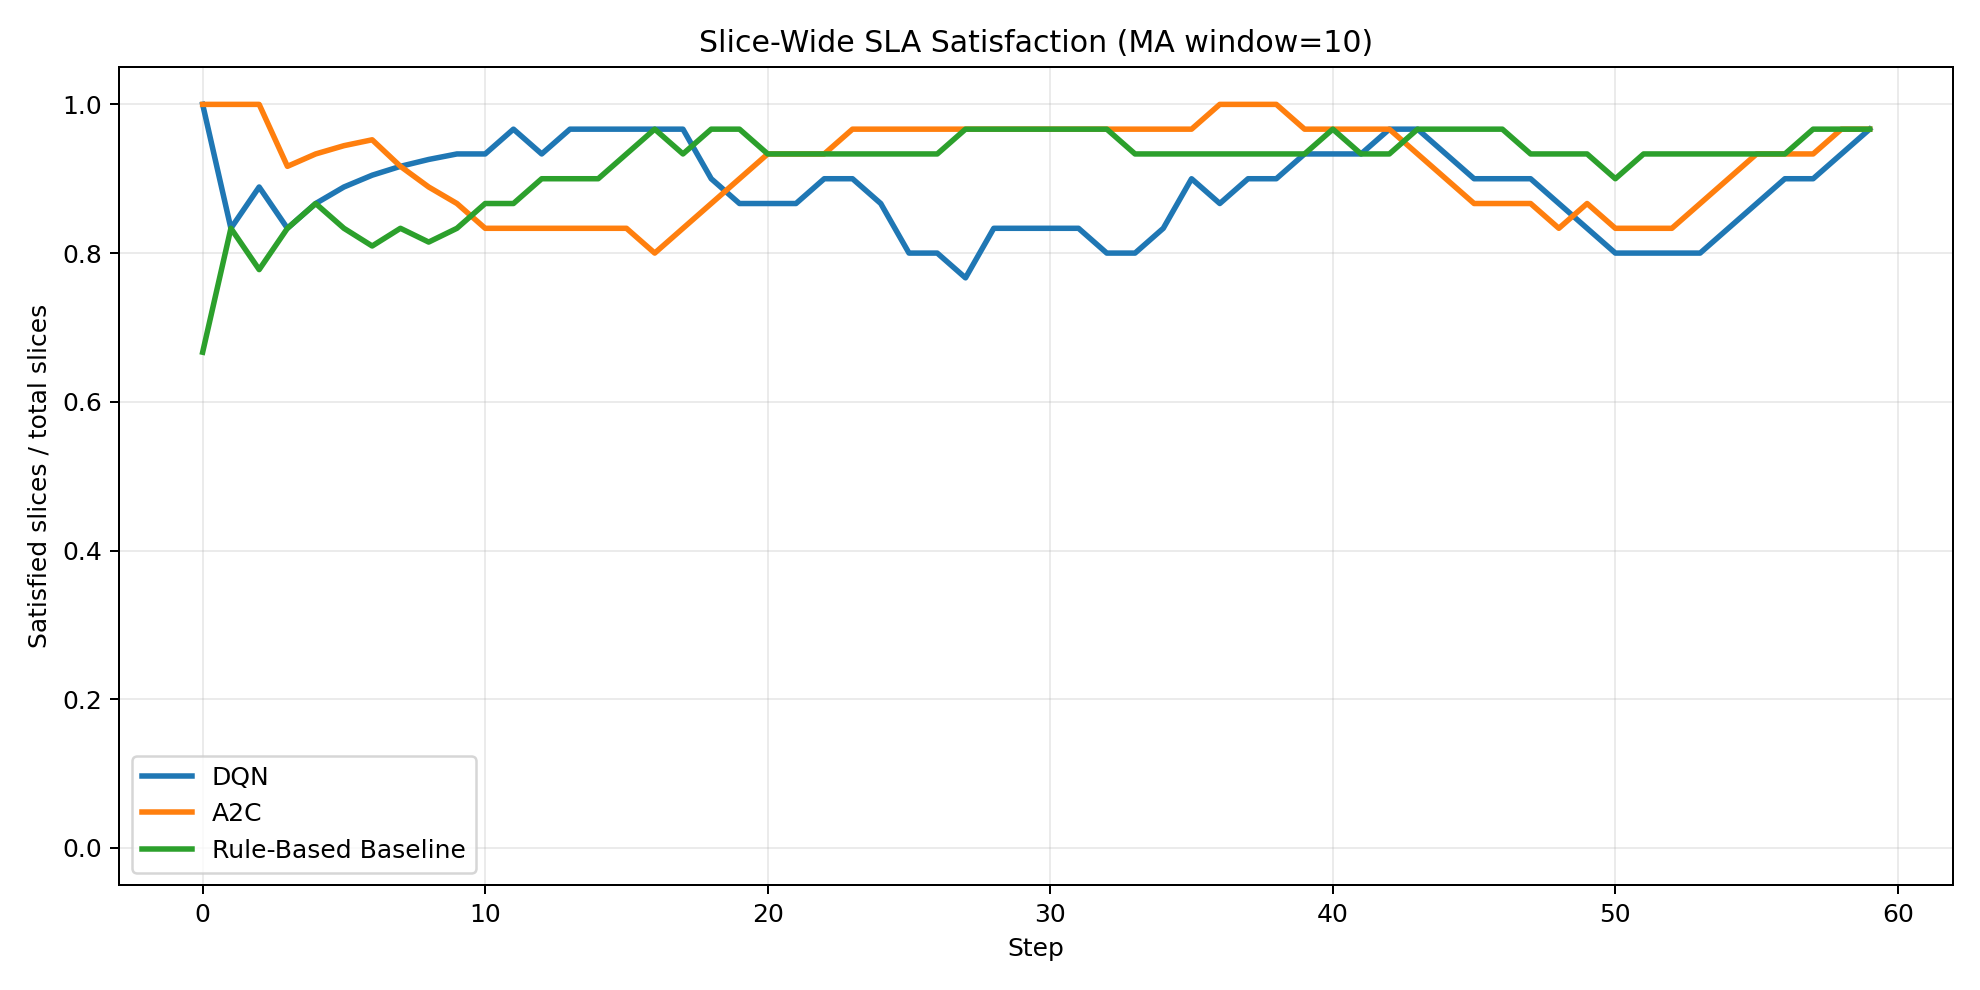 Slice-Wide SLA Satisfaction (MA window=10)
Satisfied slices / total slices
1.0
0.8
0.6
0.4
0.2
0.0
DQN
A2C
Rule-Based Baseline
0 10 20 30 40 50 60
Step